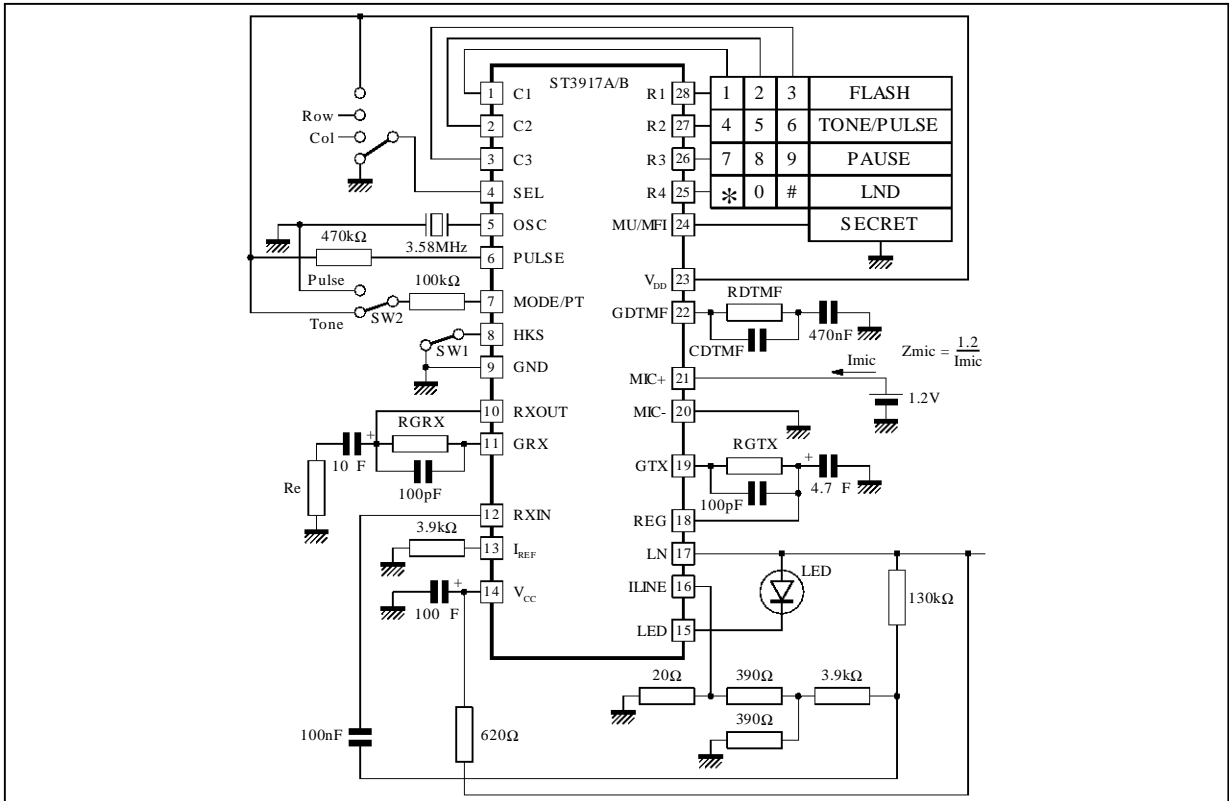 ST3917A/B
1 C1
2 C2
3 C3
4 SEL
5 OSC
6 PULSE
7 MODE/PT
8 HKS
9 GND
10 RXOUT
11 GRX
12 RXIN
13 IREF
14 VCC
R1 28
R2 27
R3 26
R4 25
MU/MFI 24
VDD 23
GDTMF 22
MIC+ 21
MIC- 20
GTX 19
REG 18
LN 17
ILINE 16
LED 15
1 2 3 FLASH
4 5 6 TONE/PULSE
7 8 9 PAUSE
* 0 # LND
SECRET
Row
Col
3.58MHz
470kΩ
Pulse
100kΩ
Tone
SW2
SW1
RGRX
+
10 F
100pF
Re
3.9kΩ
+
100 F
100nF
620Ω
RDTMF
CDTMF
470nF
Zmic = 1.2
Imic
Imic
1.2V
RGTX
+
100pF
4.7 F
LED
130kΩ
20Ω
390Ω
3.9kΩ
390Ω